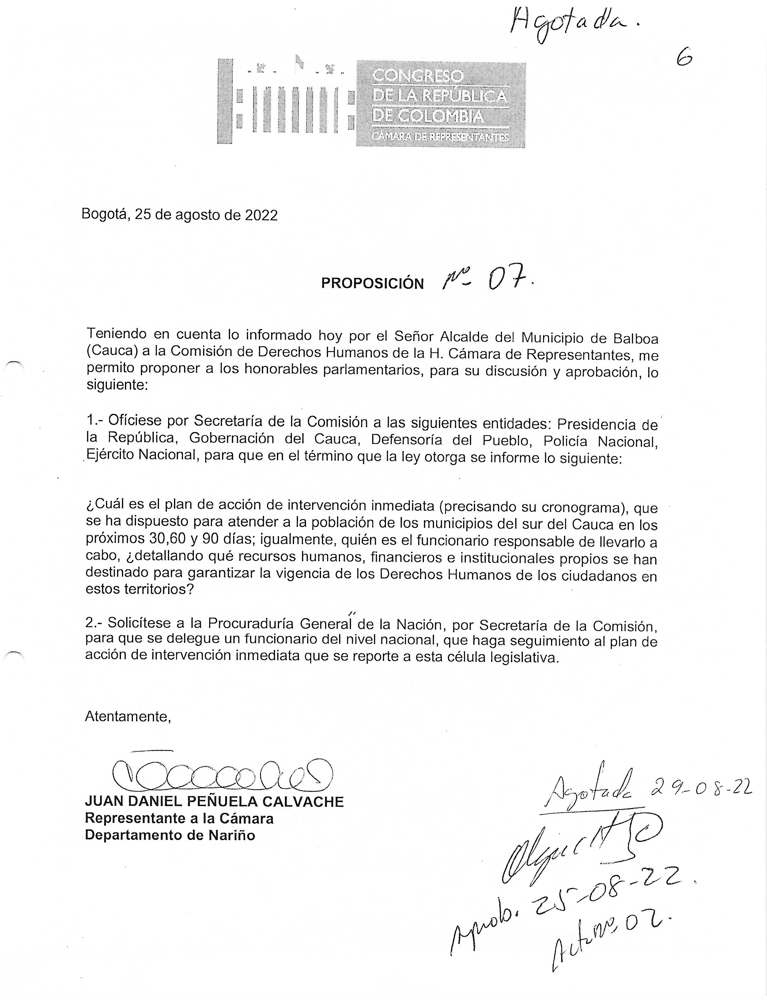 Agotada.
6
CONGRESO
DE LA REPÚBLICA
DE COLOMBIA
CÁMARA DE REPRESENTANTES
Bogotá, 25 de agosto de 2022
PROPOSICIÓN Nº 07.
Teniendo en cuenta lo informado hoy por el Señor Alcalde del Municipio de Balboa
(Cauca) a la Comisión de Derechos Humanos de la H. Cámara de Representantes, me
permito proponer a los honorables parlamentarios, para su discusión y aprobación, lo
siguiente:
1.- Ofíciese por Secretaría de la Comisión a las siguientes entidades: Presidencia de
la República, Gobernación del Cauca, Defensoría del Pueblo, Policía Nacional,
Ejército Nacional, para que en el término que la ley otorga se informe lo siguiente:
¿Cuál es el plan de acción de intervención inmediata (precisando su cronograma), que
se ha dispuesto para atender a la población de los municipios del sur del Cauca en los
próximos 30,60 y 90 días; igualmente, quién es el funcionario responsable de llevarlo a
cabo, ¿detallando qué recursos humanos, financieros e institucionales propios se han
destinado para garantizar la vigencia de los Derechos Humanos de los ciudadanos en
estos territorios?
2.- Solicítese a la Procuraduría General de la Nación, por Secretaría de la Comisión,
para que se delegue un funcionario del nivel nacional, que haga seguimiento al plan de
acción de intervención inmediata que se reporte a esta célula legislativa.
Atentamente,
JUAN DANIEL PEÑUELA CALVACHE
Representante a la Cámara
Departamento de Nariño
Agotada 29-08-22
Aprob. 25-08-22.
Acta nº 02.